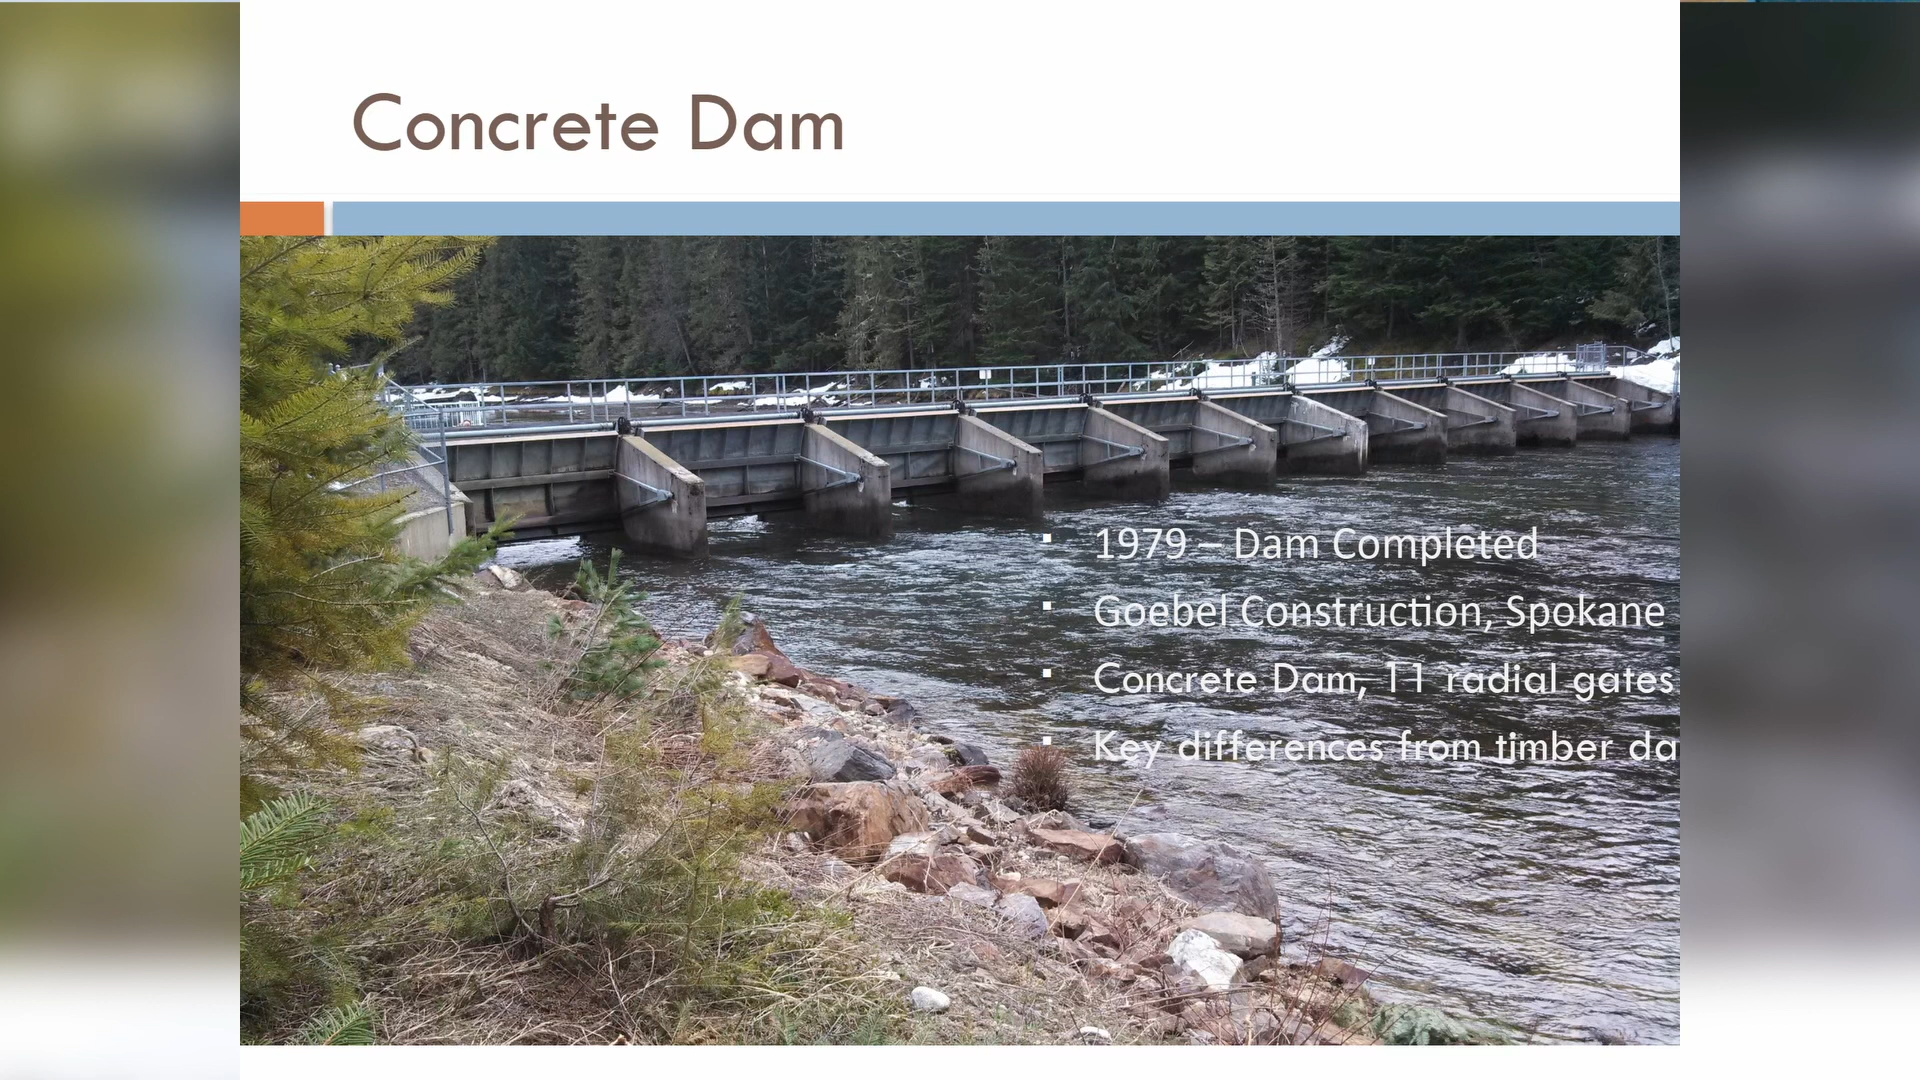 Concrete Dam
▪ 1979 – Dam Completed
▪ Goebel Construction, Spokane
▪ Concrete Dam, 11 radial gates
▪ Key differences from timber da